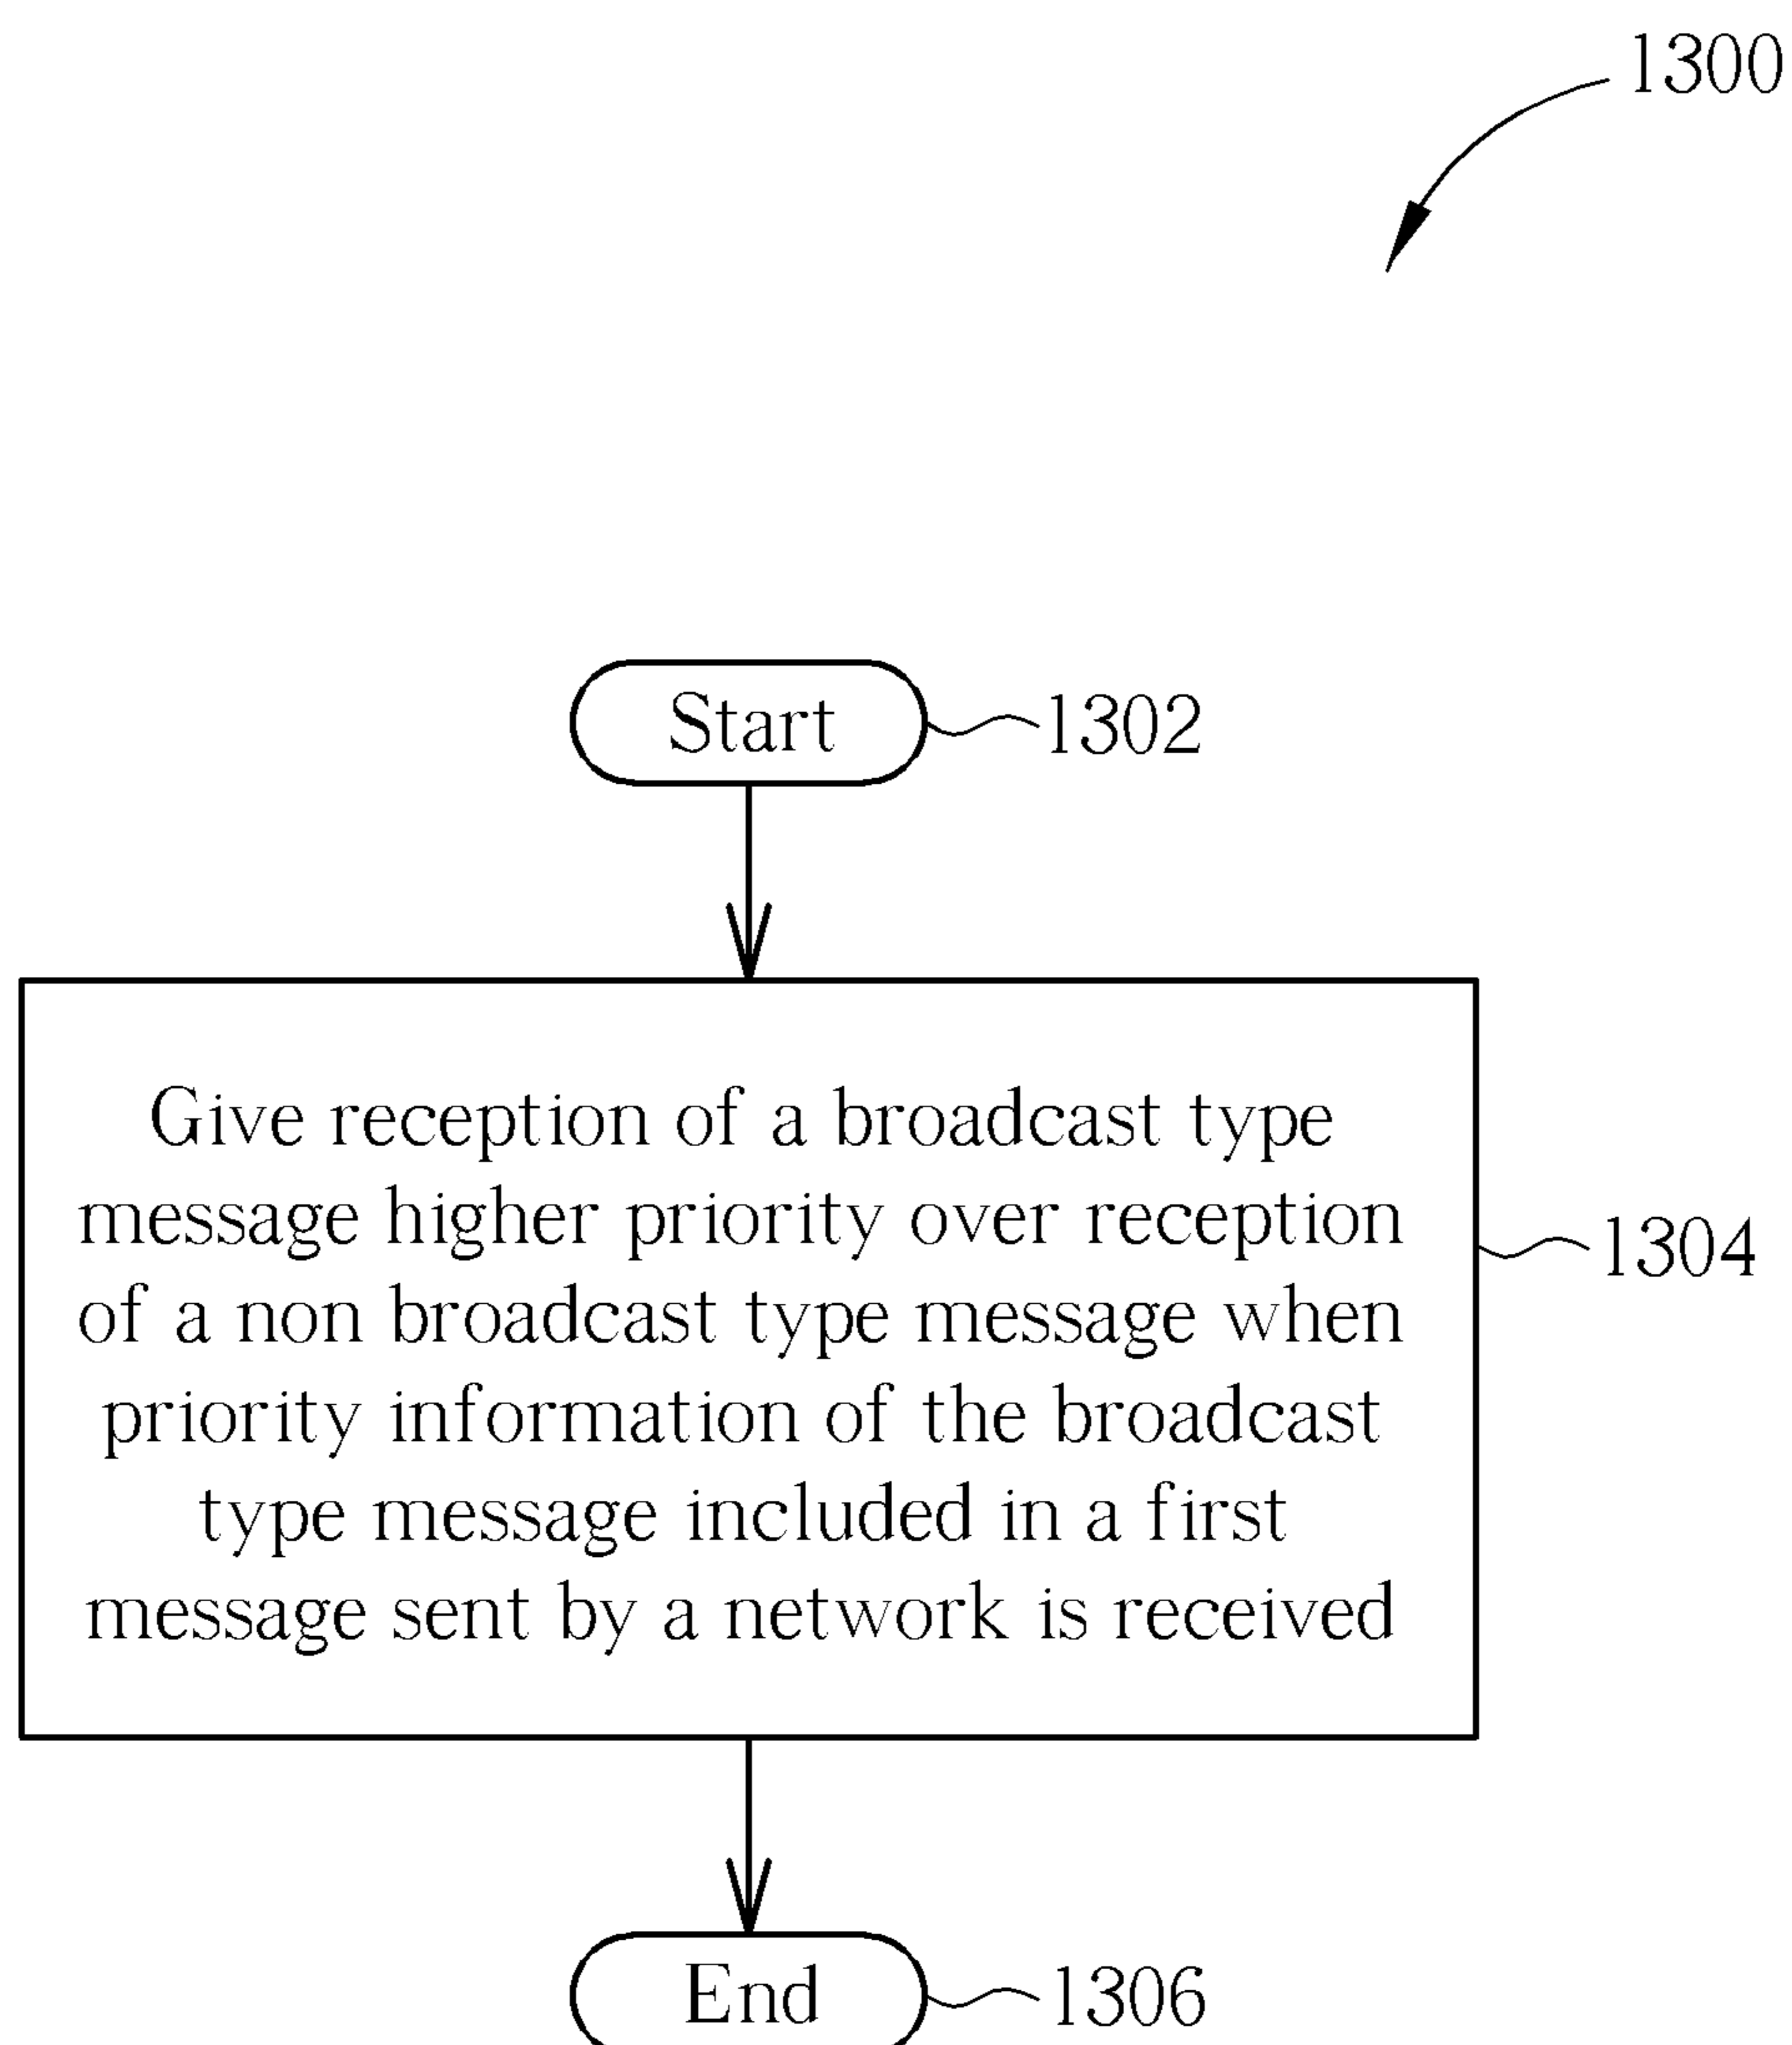 1300
Start
1302
Give reception of a broadcast type
message higher priority over reception
of a non broadcast type message when
priority information of the broadcast
type message included in a first
message sent by a network is received
1304
End
1306